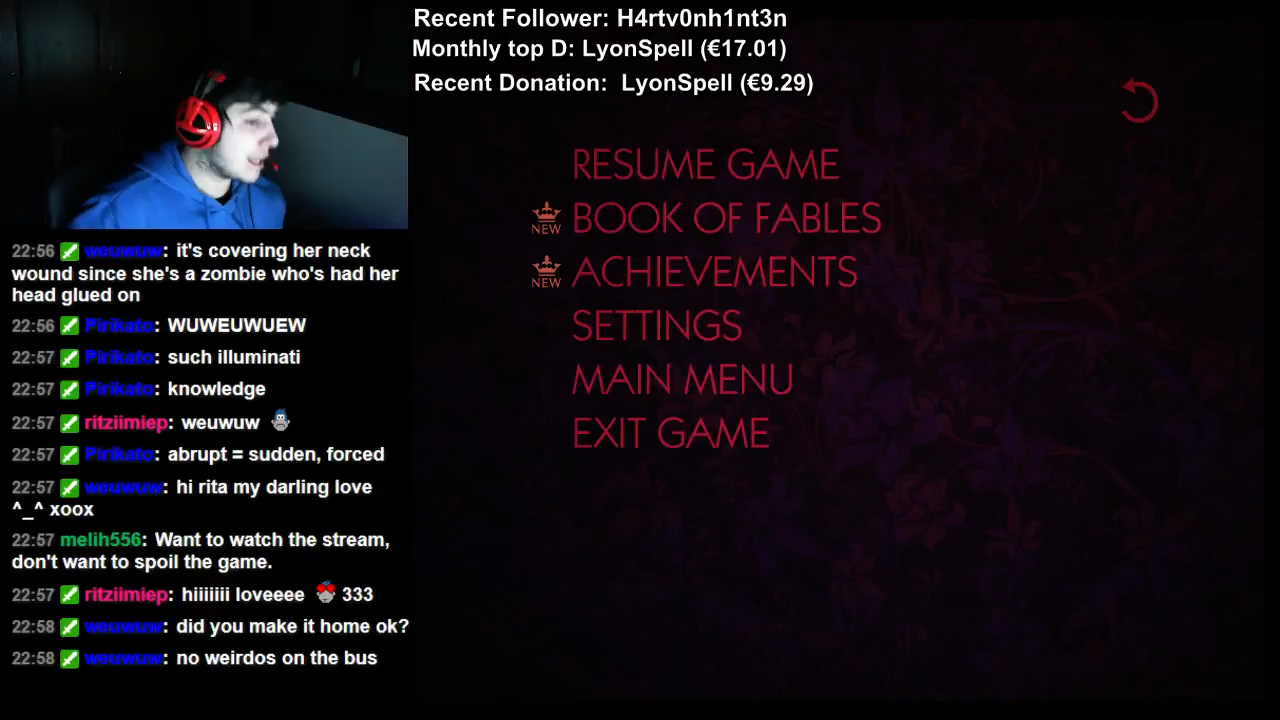 Recent Follower: H4rtv0nh1nt3n
Monthly top D: LyonSpell (€17.01)
Recent Donation:  LyonSpell (€9.29)
RESUME GAME
NEW BOOK OF FABLES
NEW ACHIEVEMENTS
SETTINGS
MAIN MENU
EXIT GAME
22:56 weuwuw: it's covering her neck
wound since she's a zombie who's had her
head glued on
22:56 Pirikato: WUWEUWUEW
22:57 Pirikato: such illuminati
22:57 Pirikato: knowledge
22:57 ritziimiep: weuwuw
22:57 Pirikato: abrupt = sudden, forced
22:57 weuwuw: hi rita my darling love
^_^ xoox
22:57 melih556: Want to watch the stream,
don't want to spoil the game.
22:57 ritziimiep: hiiiiiii loveeee 333
22:58 weuwuw: did you make it home ok?
22:58 weuwuw: no weirdos on the bus